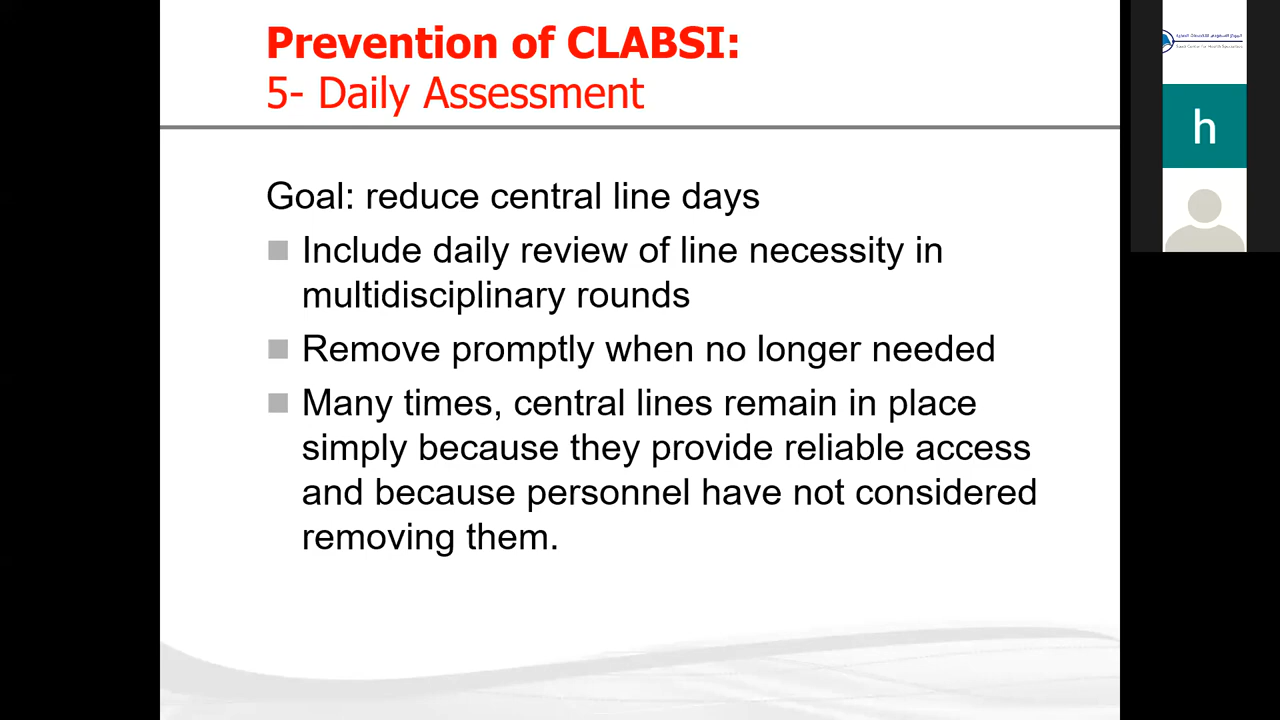 Prevention of CLABSI:
5- Daily Assessment
Goal: reduce central line days
Include daily review of line necessity in
multidisciplinary rounds
Remove promptly when no longer needed
Many times, central lines remain in place
simply because they provide reliable access
and because personnel have not considered
removing them.
h